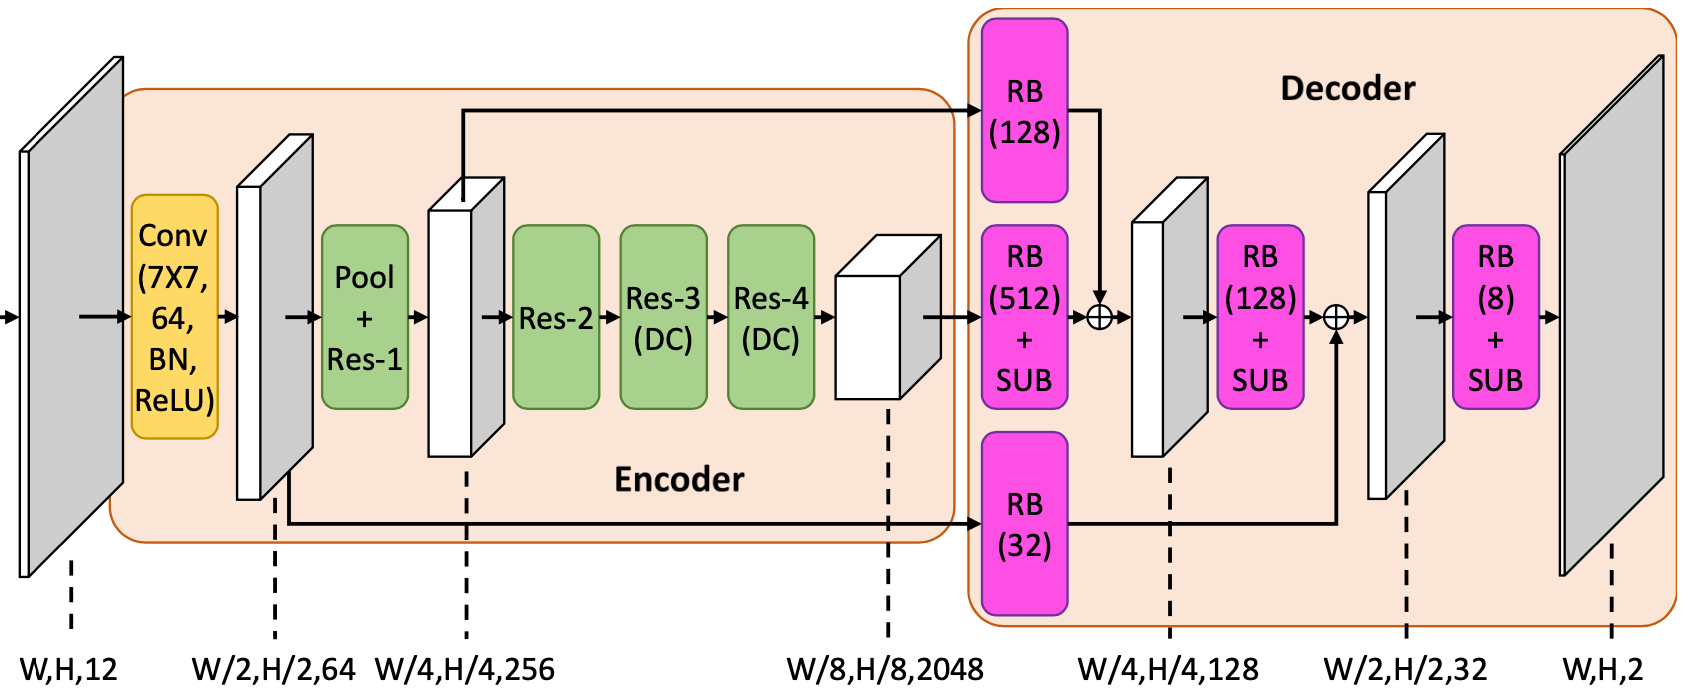 Conv
(7X7,
64,
BN,
ReLU)
Pool
+
Res-1
Res-2
Res-3
(DC)
Res-4
(DC)
Encoder
Decoder
RB
(128)
RB
(512)
+
SUB
RB
(32)
RB
(128)
+
SUB
RB
(8)
+
SUB
W,H,12
W/2,H/2,64
W/4,H/4,256
W/8,H/8,2048
W/4,H/4,128
W/2,H/2,32
W,H,2